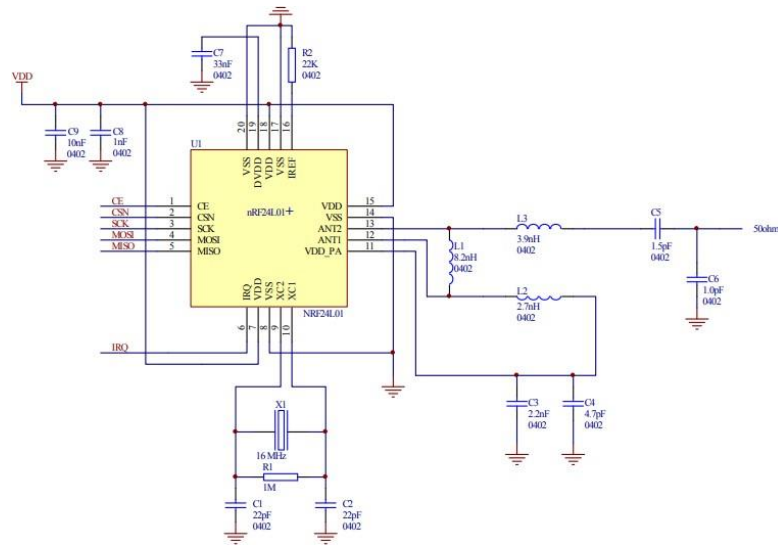 C7
33nF
0402
R2
22K
0402
VDD
C9
10nF
0402
C8
1nF
0402
20
19
18
17
16
U1
VSS
DVDD
VDD
VSS
IREF
CE
1
CE
CSN
2
CSN
SCK
3
SCK
MOSI
4
MOSI
MISO
5
MISO
nRF24L01+
VDD
15
VSS
14
ANT2
13
ANT1
12
VDD_PA
11
IRQ
VDD
VSS
XC2
XC1
NRF24L01
6
7
8
9
10
IRQ
L3
3.9nH
0402
L1
8.2nH
0402
L2
2.7nH
0402
C5
1.5pF
0402
50ohm
C6
1.0pF
0402
C3
2.2nF
0402
C4
4.7pF
0402
X1
16 MHz
R1
1M
C1
22pF
0402
C2
22pF
0402